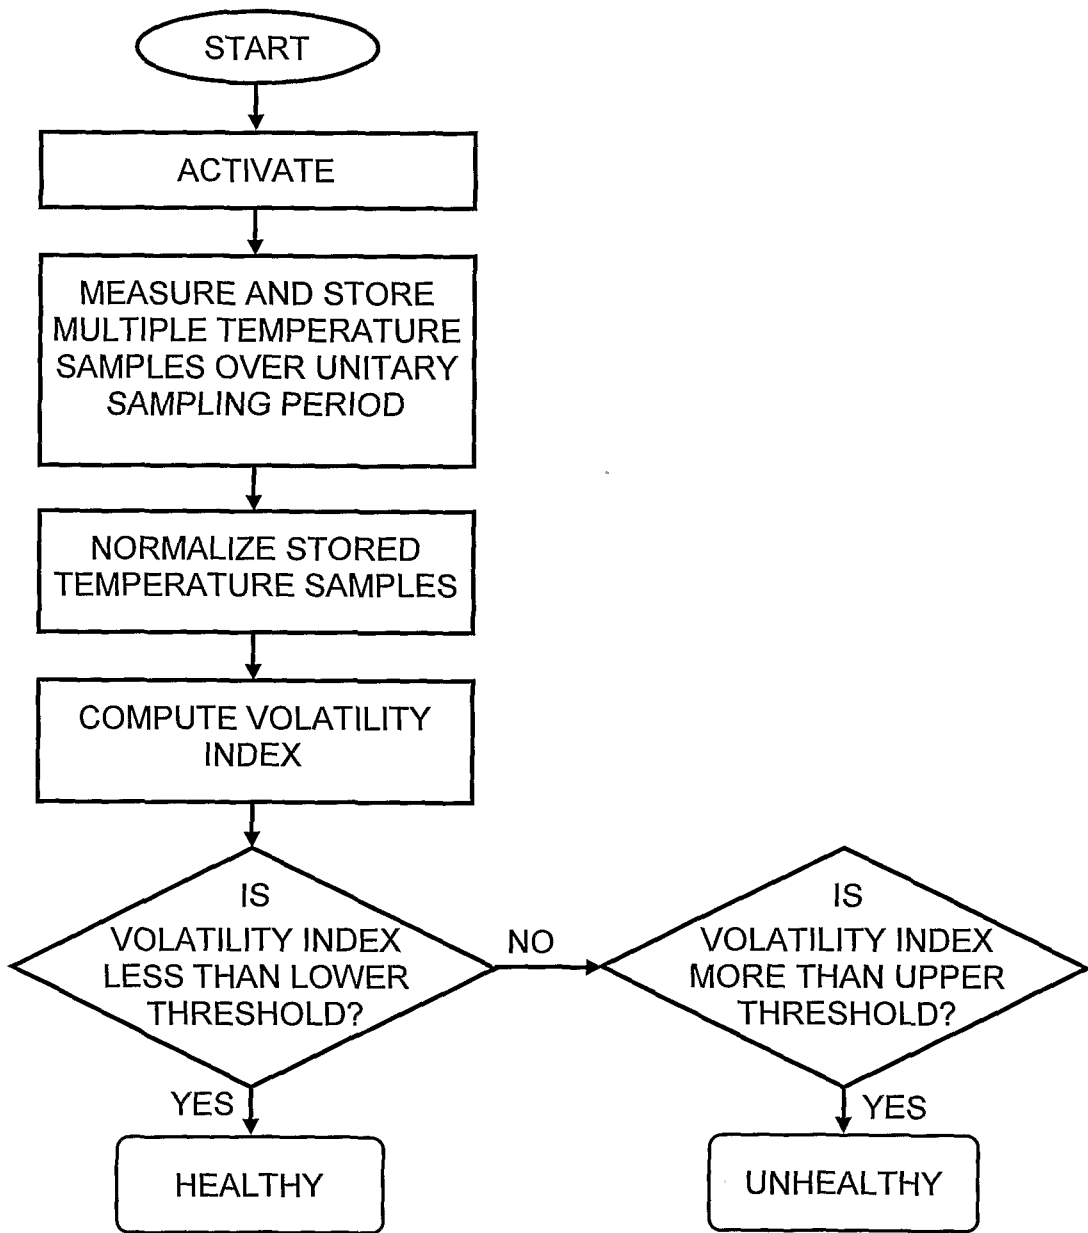 START
ACTIVATE
MEASURE AND STORE
MULTIPLE TEMPERATURE
SAMPLES OVER UNITARY
SAMPLING PERIOD
NORMALIZE STORED
TEMPERATURE SAMPLES
COMPUTE VOLATILITY
INDEX
IS
VOLATILITY INDEX
LESS THAN LOWER
THRESHOLD?
NO
IS
VOLATILITY INDEX
MORE THAN UPPER
THRESHOLD?
YES
HEALTHY
YES
UNHEALTHY